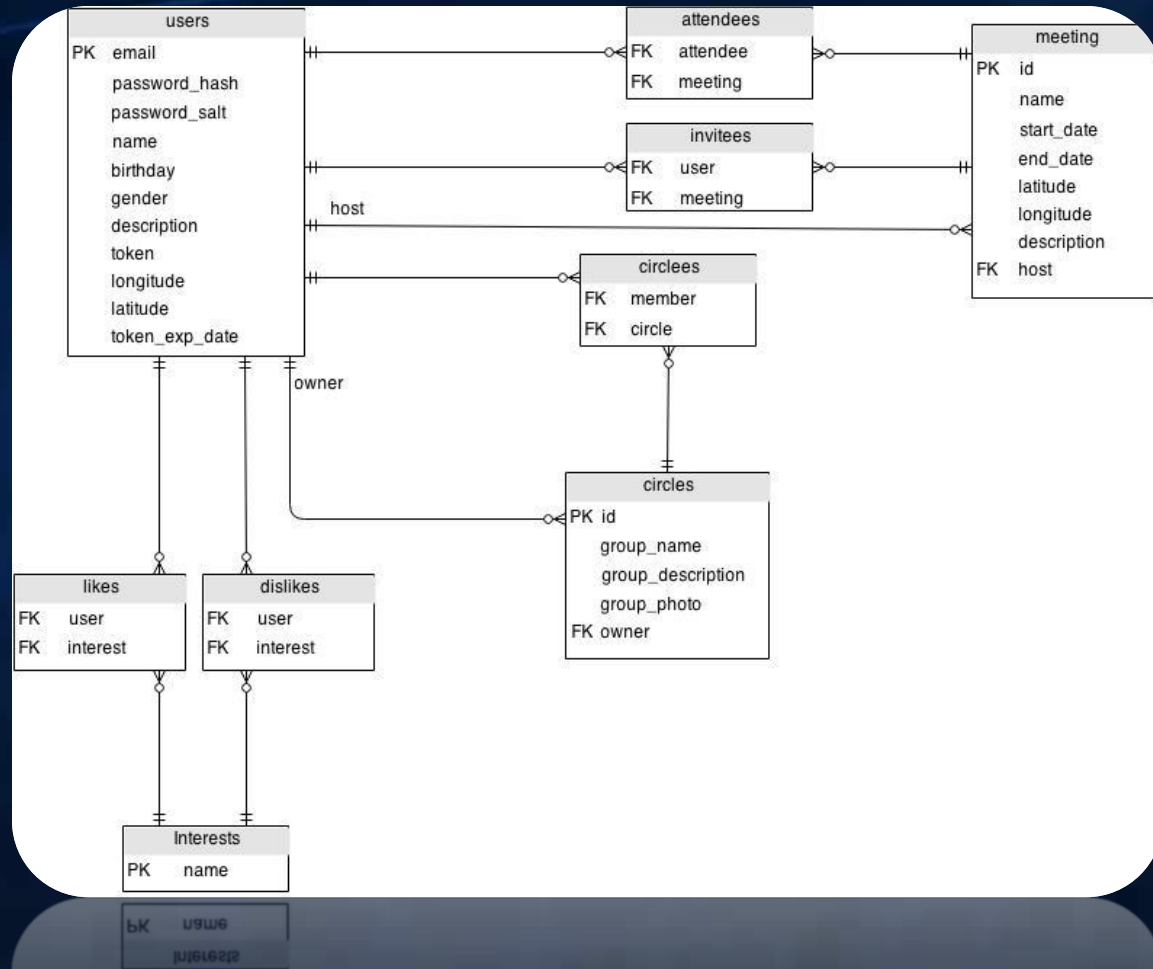 users
PK email
password_hash
password_salt
name
birthday
gender
description
token
longitude
latitude
token_exp_date
attendees
FK attendee
FK meeting
meeting
PK id
name
start_date
end_date
latitude
longitude
description
FK host
invitees
FK user
FK meeting
host
circlees
FK member
FK circle
owner
circles
PK id
group_name
group_description
group_photo
FK owner
likes
FK user
FK interest
dislikes
FK user
FK interest
Interests
PK name
PK name
Interests